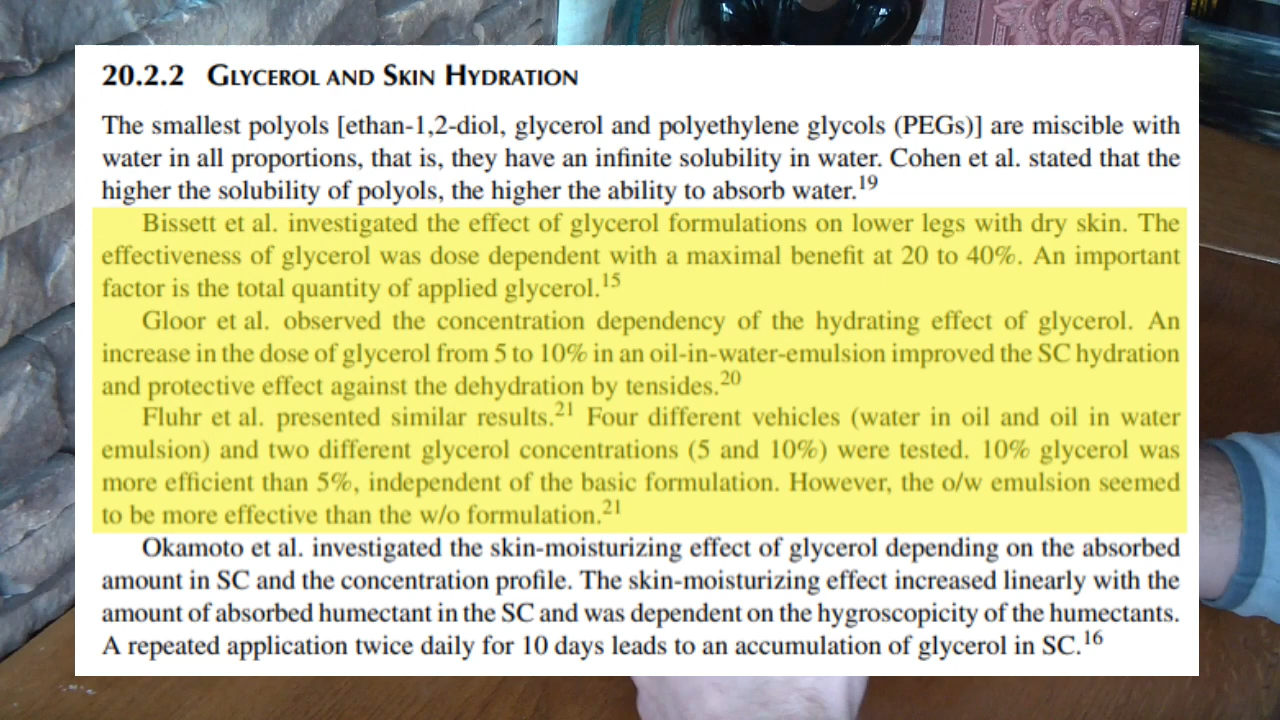 20.2.2 GLYCEROL AND SKIN HYDRATION
The smallest polyols [ethan-1,2-diol, glycerol and polyethylene glycols (PEGs)] are miscible with
water in all proportions, that is, they have an infinite solubility in water. Cohen et al. stated that the
higher the solubility of polyols, the higher the ability to absorb water.19
Bissett et al. investigated the effect of glycerol formulations on lower legs with dry skin. The
effectiveness of glycerol was dose dependent with a maximal benefit at 20 to 40%. An important
factor is the total quantity of applied glycerol.15
Gloor et al. observed the concentration dependency of the hydrating effect of glycerol. An
increase in the dose of glycerol from 5 to 10% in an oil-in-water-emulsion improved the SC hydration
and protective effect against the dehydration by tensides.20
Fluhr et al. presented similar results.21 Four different vehicles (water in oil and oil in water
emulsion) and two different glycerol concentrations (5 and 10%) were tested. 10% glycerol was
more efficient than 5%, independent of the basic formulation. However, the o/w emulsion seemed
to be more effective than the w/o formulation.21
Okamoto et al. investigated the skin-moisturizing effect of glycerol depending on the absorbed
amount in SC and the concentration profile. The skin-moisturizing effect increased linearly with the
amount of absorbed humectant in the SC and was dependent on the hygroscopicity of the humectants.
A repeated application twice daily for 10 days leads to an accumulation of glycerol in SC.16